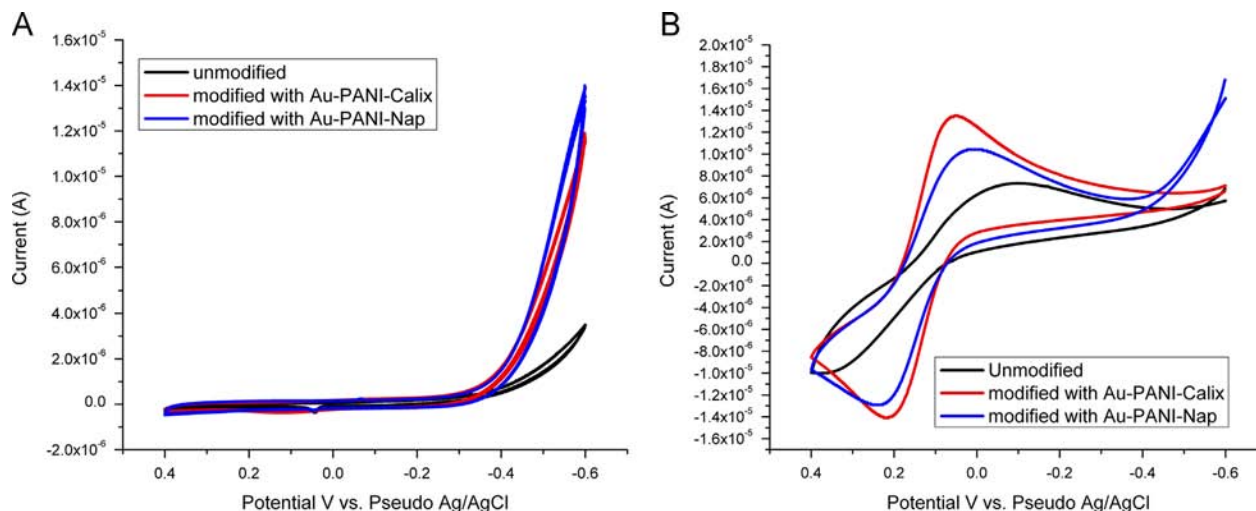 A
1.6x10⁻⁵
1.4x10⁻⁵
1.2x10⁻⁵
1.0x10⁻⁵
8.0x10⁻⁶
6.0x10⁻⁶
4.0x10⁻⁶
2.0x10⁻⁶
0.0
-2.0x10⁻⁶
Current (A)
unmodified
modified with Au-PANI-Calix
modified with Au-PANI-Nap
0.4 0.2 0.0 -0.2 -0.4 -0.6
Potential V vs. Pseudo Ag/AgCl
B
2.0x10⁻⁵
1.8x10⁻⁵
1.6x10⁻⁵
1.4x10⁻⁵
1.2x10⁻⁵
1.0x10⁻⁵
8.0x10⁻⁶
6.0x10⁻⁶
4.0x10⁻⁶
2.0x10⁻⁶
0.0
-2.0x10⁻⁶
-4.0x10⁻⁶
-6.0x10⁻⁶
-8.0x10⁻⁶
-1.0x10⁻⁵
-1.2x10⁻⁵
-1.4x10⁻⁵
-1.6x10⁻⁵
Current (A)
Unmodified
modified with Au-PANI-Calix
modified with Au-PANI-Nap
0.4 0.2 0.0 -0.2 -0.4 -0.6
Potential V vs. Pseudo Ag/AgCl